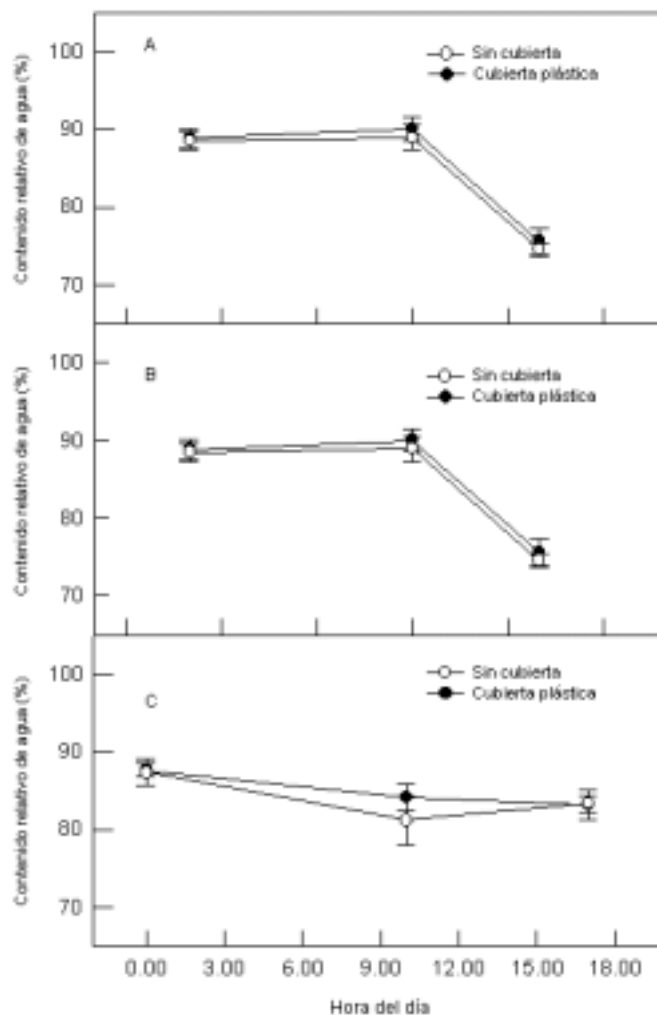 Contenido relativo de agua (%)
100
90
80
70
A
Sin cubierta
Cubierta plástica
Contenido relativo de agua (%)
100
90
80
70
B
Sin cubierta
Cubierta plástica
Contenido relativo de agua (%)
100
90
80
70
C
Sin cubierta
Cubierta plástica
0.00 3.00 6.00 9.00 12.00 15.00 18.00
Hora del día